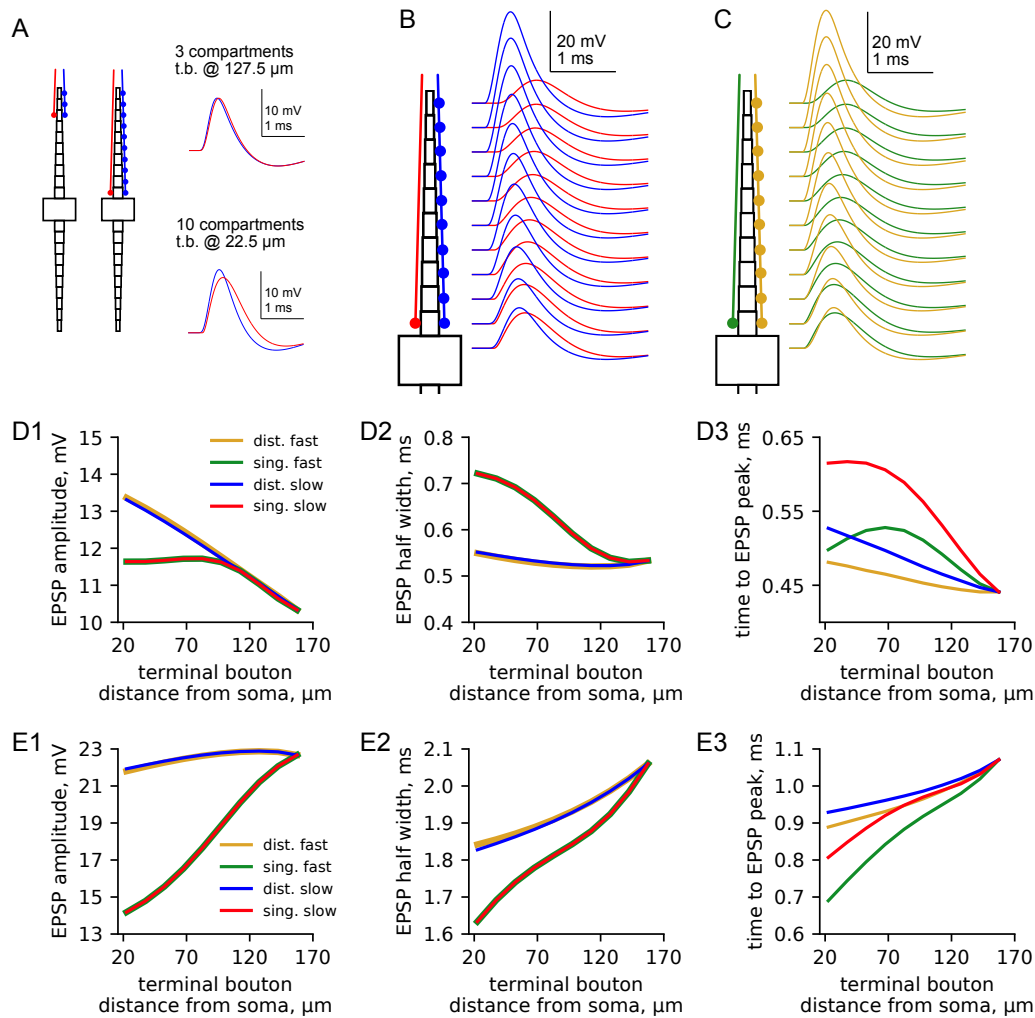 A
3 compartments
t.b. @ 127.5 µm
10 mV
1 ms
10 compartments
t.b. @ 22.5 µm
10 mV
1 ms
B
20 mV
1 ms
C
20 mV
1 ms
D1
EPSP amplitude, mV
15
14
13
12
11
10
dist. fast
sing. fast
dist. slow
sing. slow
20 70 120 170
terminal bouton
distance from soma, µm
D2
EPSP half width, ms
0.8
0.7
0.6
0.5
0.4
20 70 120 170
terminal bouton
distance from soma, µm
D3
time to EPSP peak, ms
0.65
0.55
0.45
20 70 120 170
terminal bouton
distance from soma, µm
E1
EPSP amplitude, mV
23
21
19
17
15
13
dist. fast
sing. fast
dist. slow
sing. slow
20 70 120 170
terminal bouton
distance from soma, µm
E2
EPSP half width, ms
2.1
2.0
1.9
1.8
1.7
1.6
20 70 120 170
terminal bouton
distance from soma, µm
E3
time to EPSP peak, ms
1.1
1.0
0.9
0.8
0.7
0.6
20 70 120 170
terminal bouton
distance from soma, µm